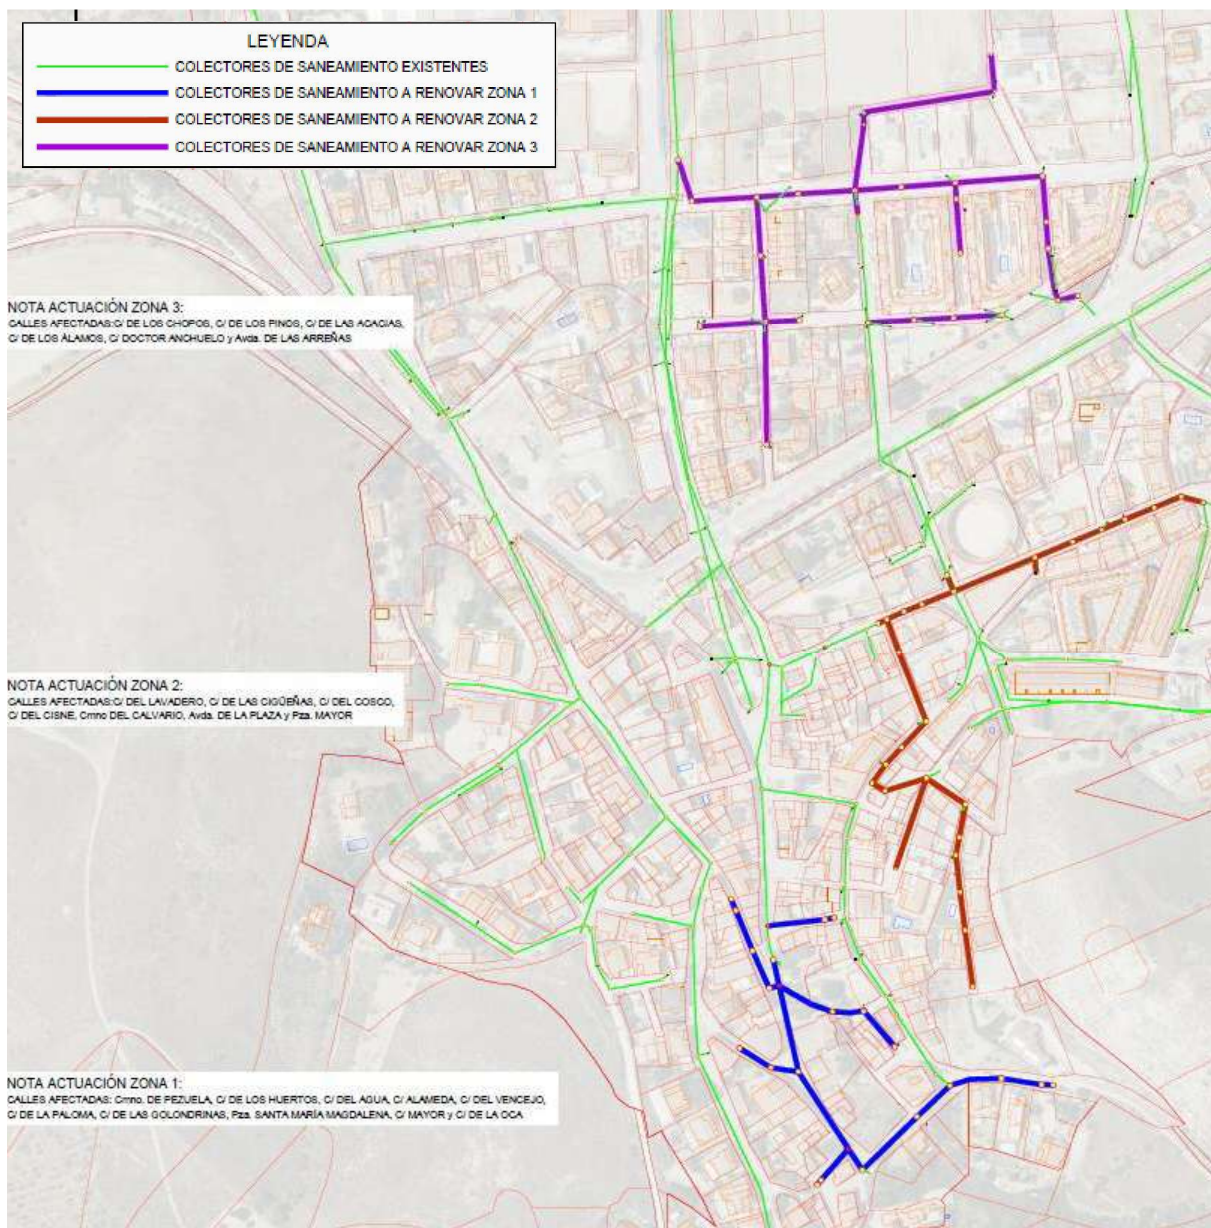 LEYENDA
COLECTORES DE SANEAMIENTO EXISTENTES
COLECTORES DE SANEAMIENTO A RENOVAR ZONA 1
COLECTORES DE SANEAMIENTO A RENOVAR ZONA 2
COLECTORES DE SANEAMIENTO A RENOVAR ZONA 3
NOTA ACTUACIÓN ZONA 3:
CALLES AFECTADAS:C/ DE LOS CHOPOS, C/ DE LOS PINOS, C/ DE LAS ACACIAS,
C/ DE LOS ÁLAMOS, C/ DOCTOR ANCHUELO y Avda. DE LAS ARREÑAS
NOTA ACTUACIÓN ZONA 2:
CALLES AFECTADAS:C/ DEL LAVADERO, C/ DE LAS CIGÜEÑAS, C/ DEL COSCO,
C/ DEL CISNE, Cmno DEL CALVARIO, Avda. DE LA PLAZA y Pza. MAYOR
NOTA ACTUACIÓN ZONA 1:
CALLES AFECTADAS: Cmno. DE PEZUELA, C/ DE LOS HUERTOS, C/ DEL AGUA, C/ ALAMEDA, C/ DEL VENCEJO,
C/ DE LA PALOMA, C/ DE LAS GOLONDRINAS, Pza. SANTA MARÍA MAGDALENA, C/ MAYOR y C/ DE LA OCA